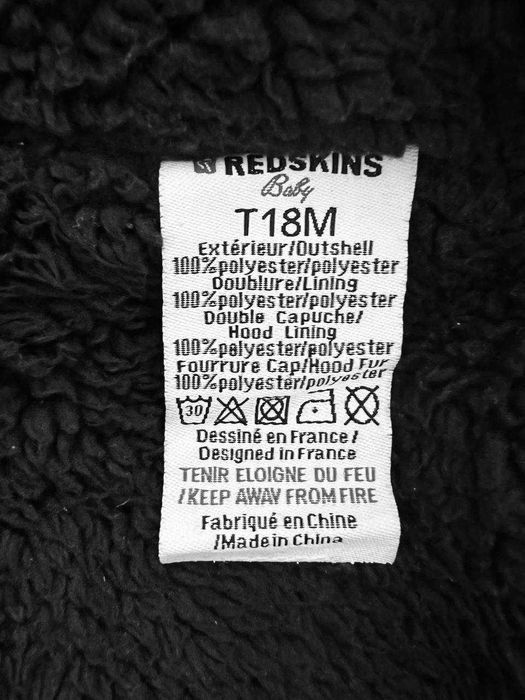 REDSKINS
Baby
T18M
Extérieur/Outshell
100%polyester/polyester
Doublure/Lining
100%polyester/polyester
Double Capuche/
Hood Lining
100%polyester/polyester
Fourrure Cap/Hood Fur
100%polyester/polyester
30
Dessiné en France/
Designed in France
TENIR ELOIGNE DU FEU
/KEEP AWAY FROM FIRE
Fabriqué en Chine
/Made in China